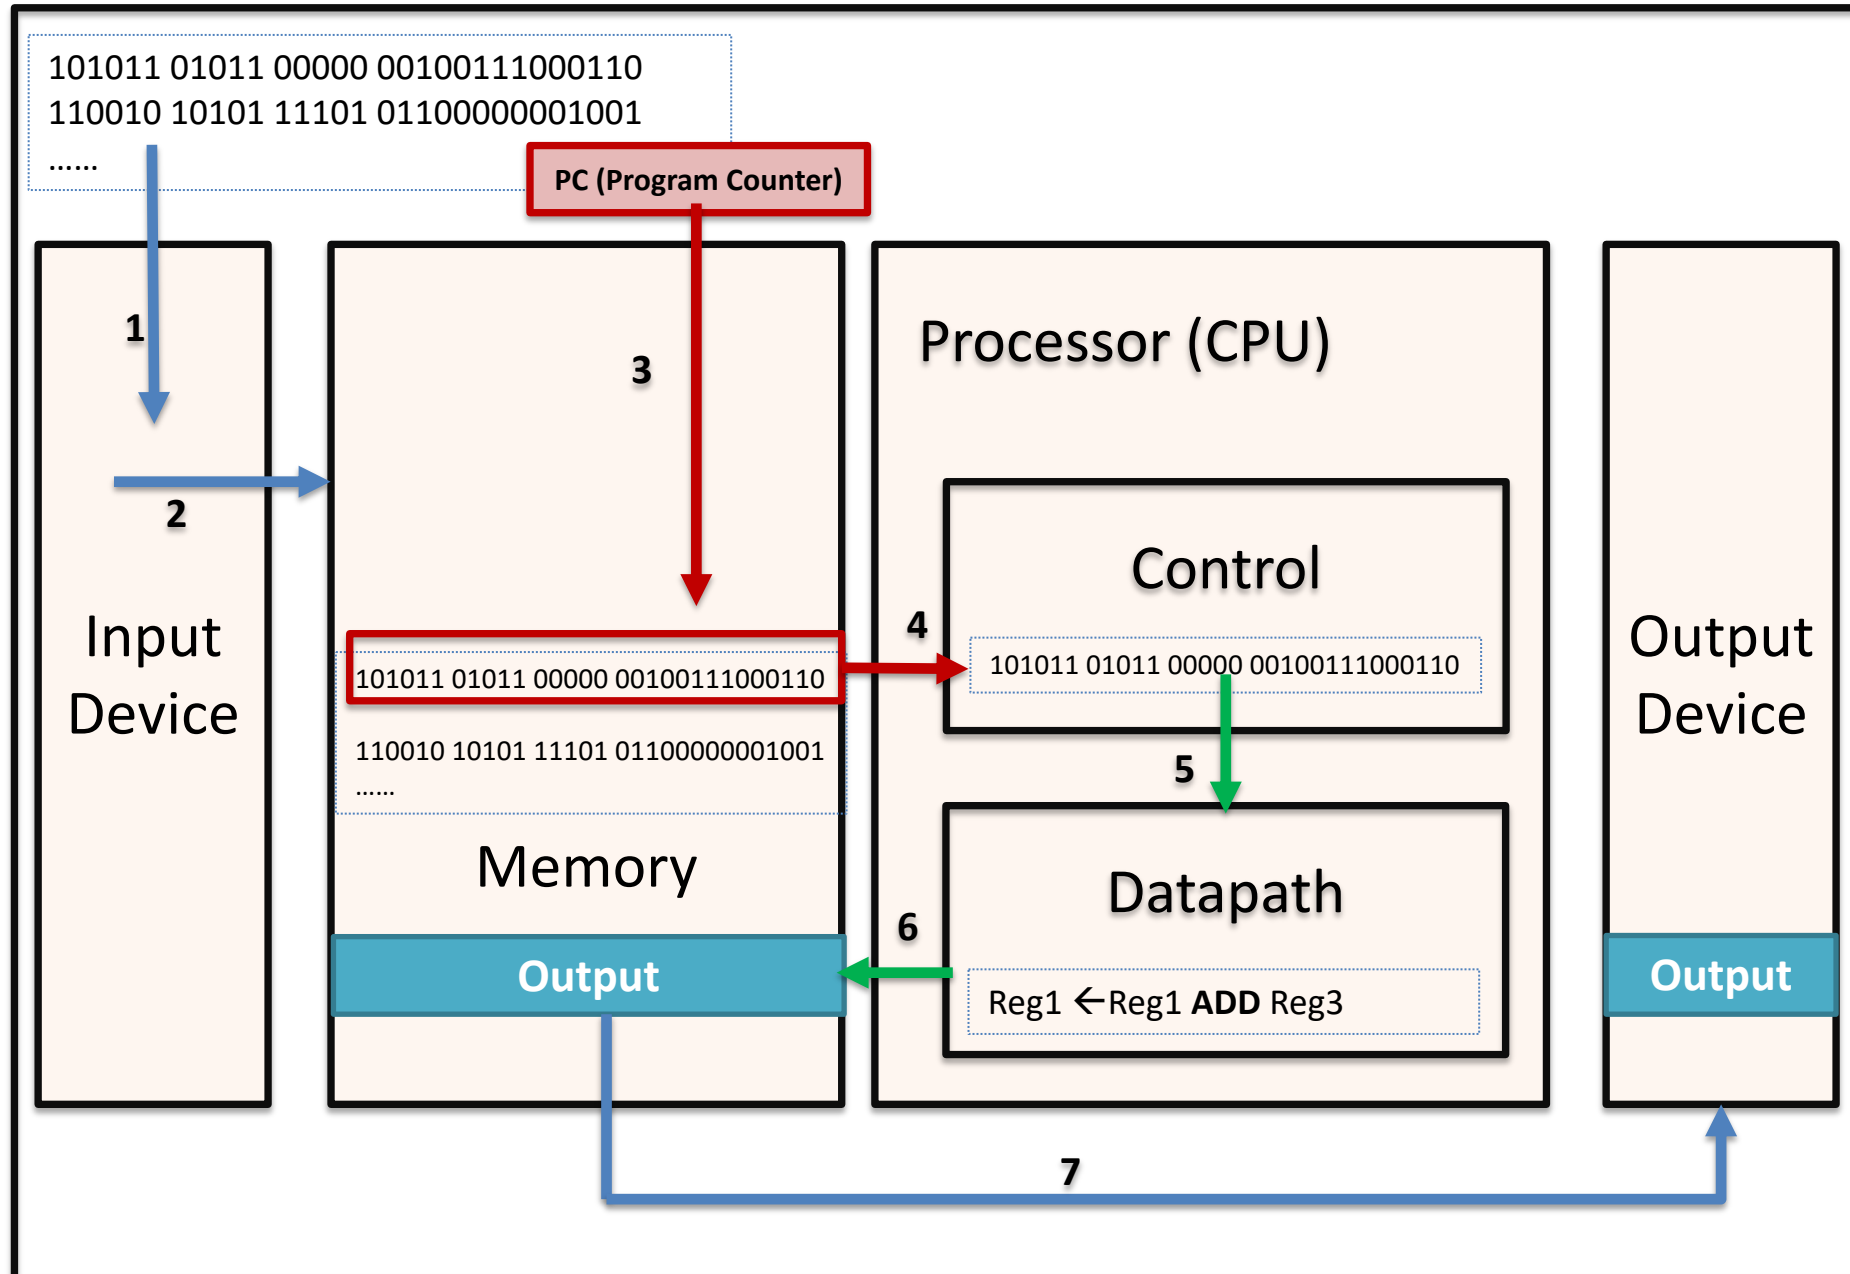 101011 01011 00000 00100111000110
110010 10101 11101 01100000001001
......
PC (Program Counter)
1
2
3
Input
Device
101011 01011 00000 00100111000110
110010 10101 11101 01100000001001
......
Memory
Output
Processor (CPU)
4
Control
101011 01011 00000 00100111000110
5
Datapath
6
Reg1 ←Reg1 ADD Reg3
Output
Device
Output
7